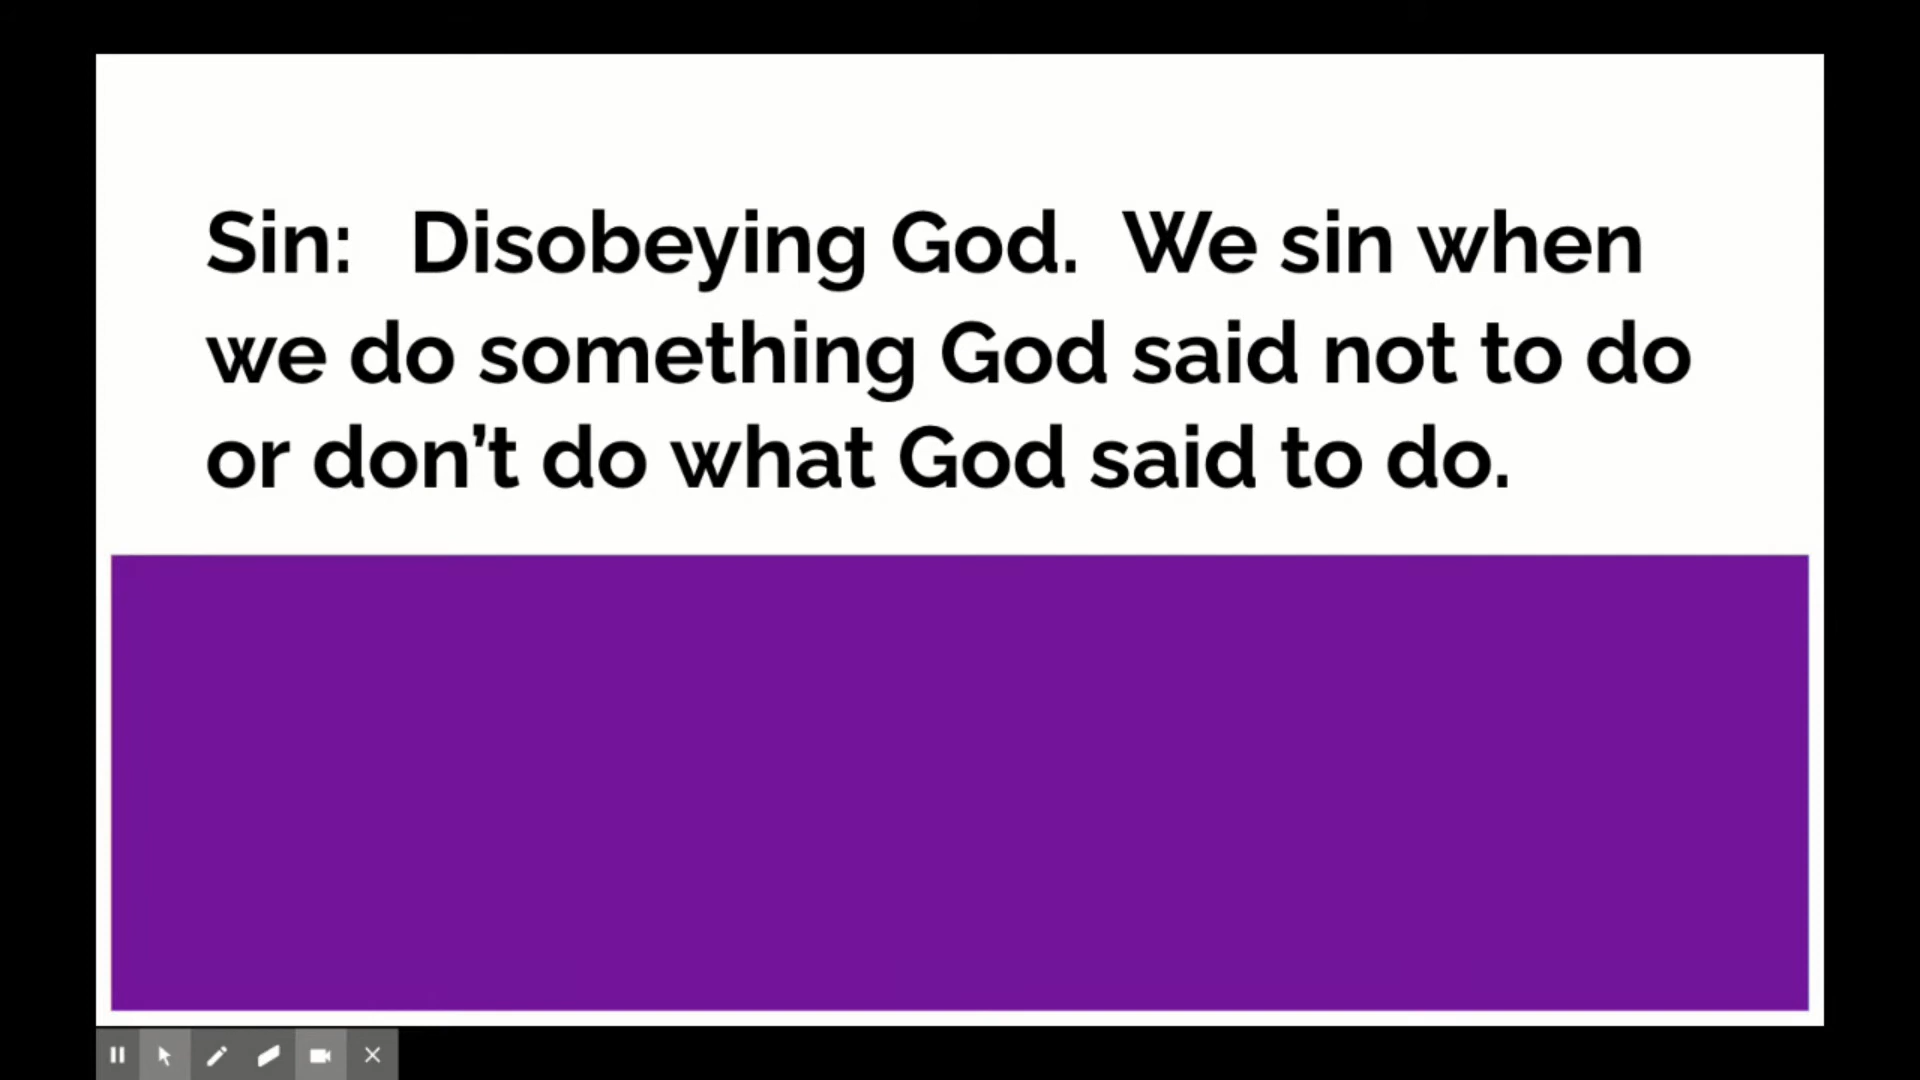 Sin:   Disobeying God.  We sin when
we do something God said not to do
or don’t do what God said to do.